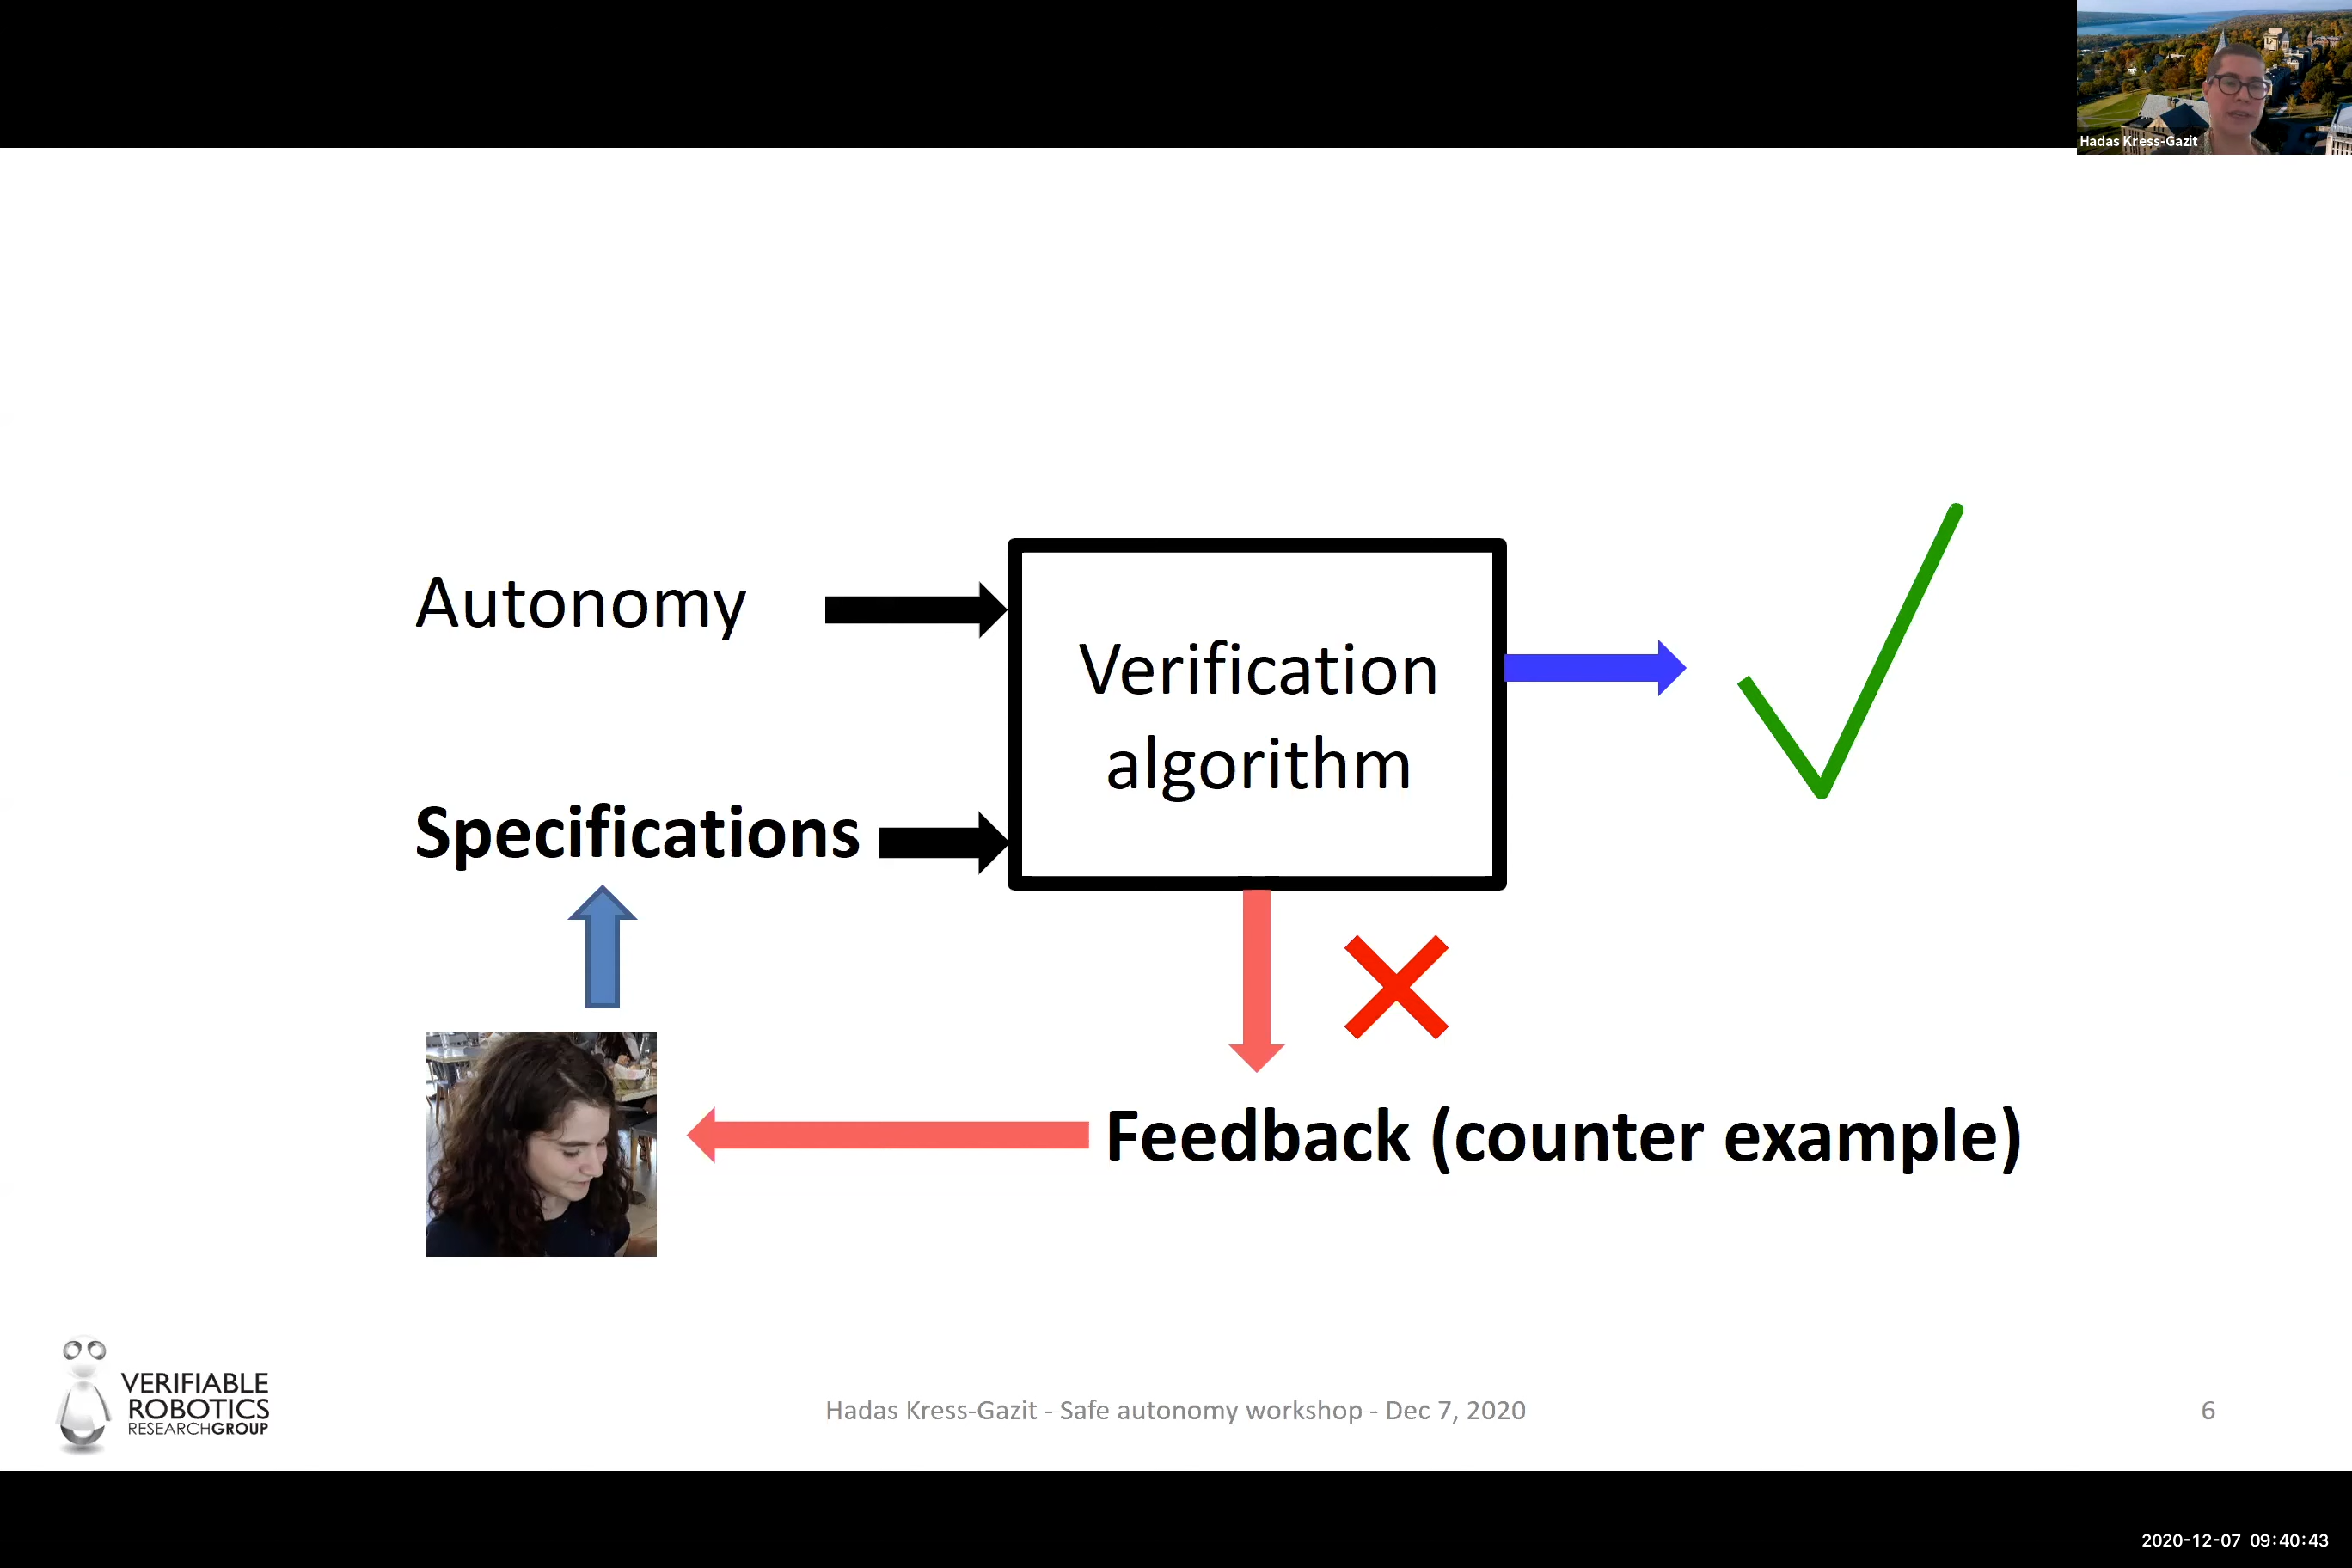 Hadas Kress-Gazit
Autonomy
Verification
algorithm
Specifications
Feedback (counter example)
VERIFIABLE
ROBOTICS
RESEARCHGROUP
Hadas Kress-Gazit - Safe autonomy workshop - Dec 7, 2020
6
2020-12-07 09:40:43